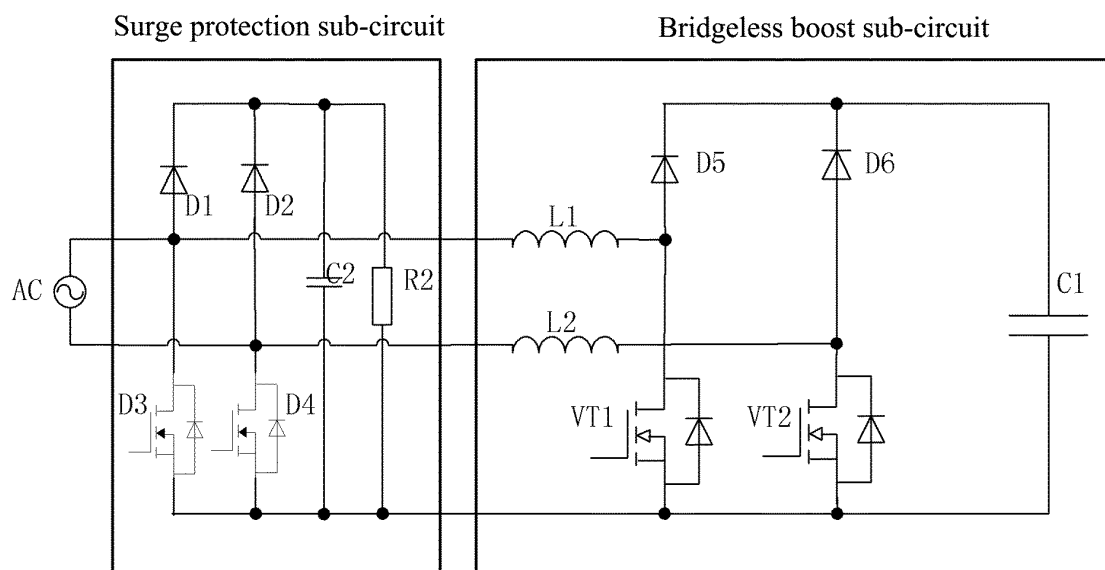 Surge protection sub-circuit
Bridgeless boost sub-circuit
D1
D2
D5
D6
L1
AC
C2
R2
C1
L2
D3
D4
VT1
VT2